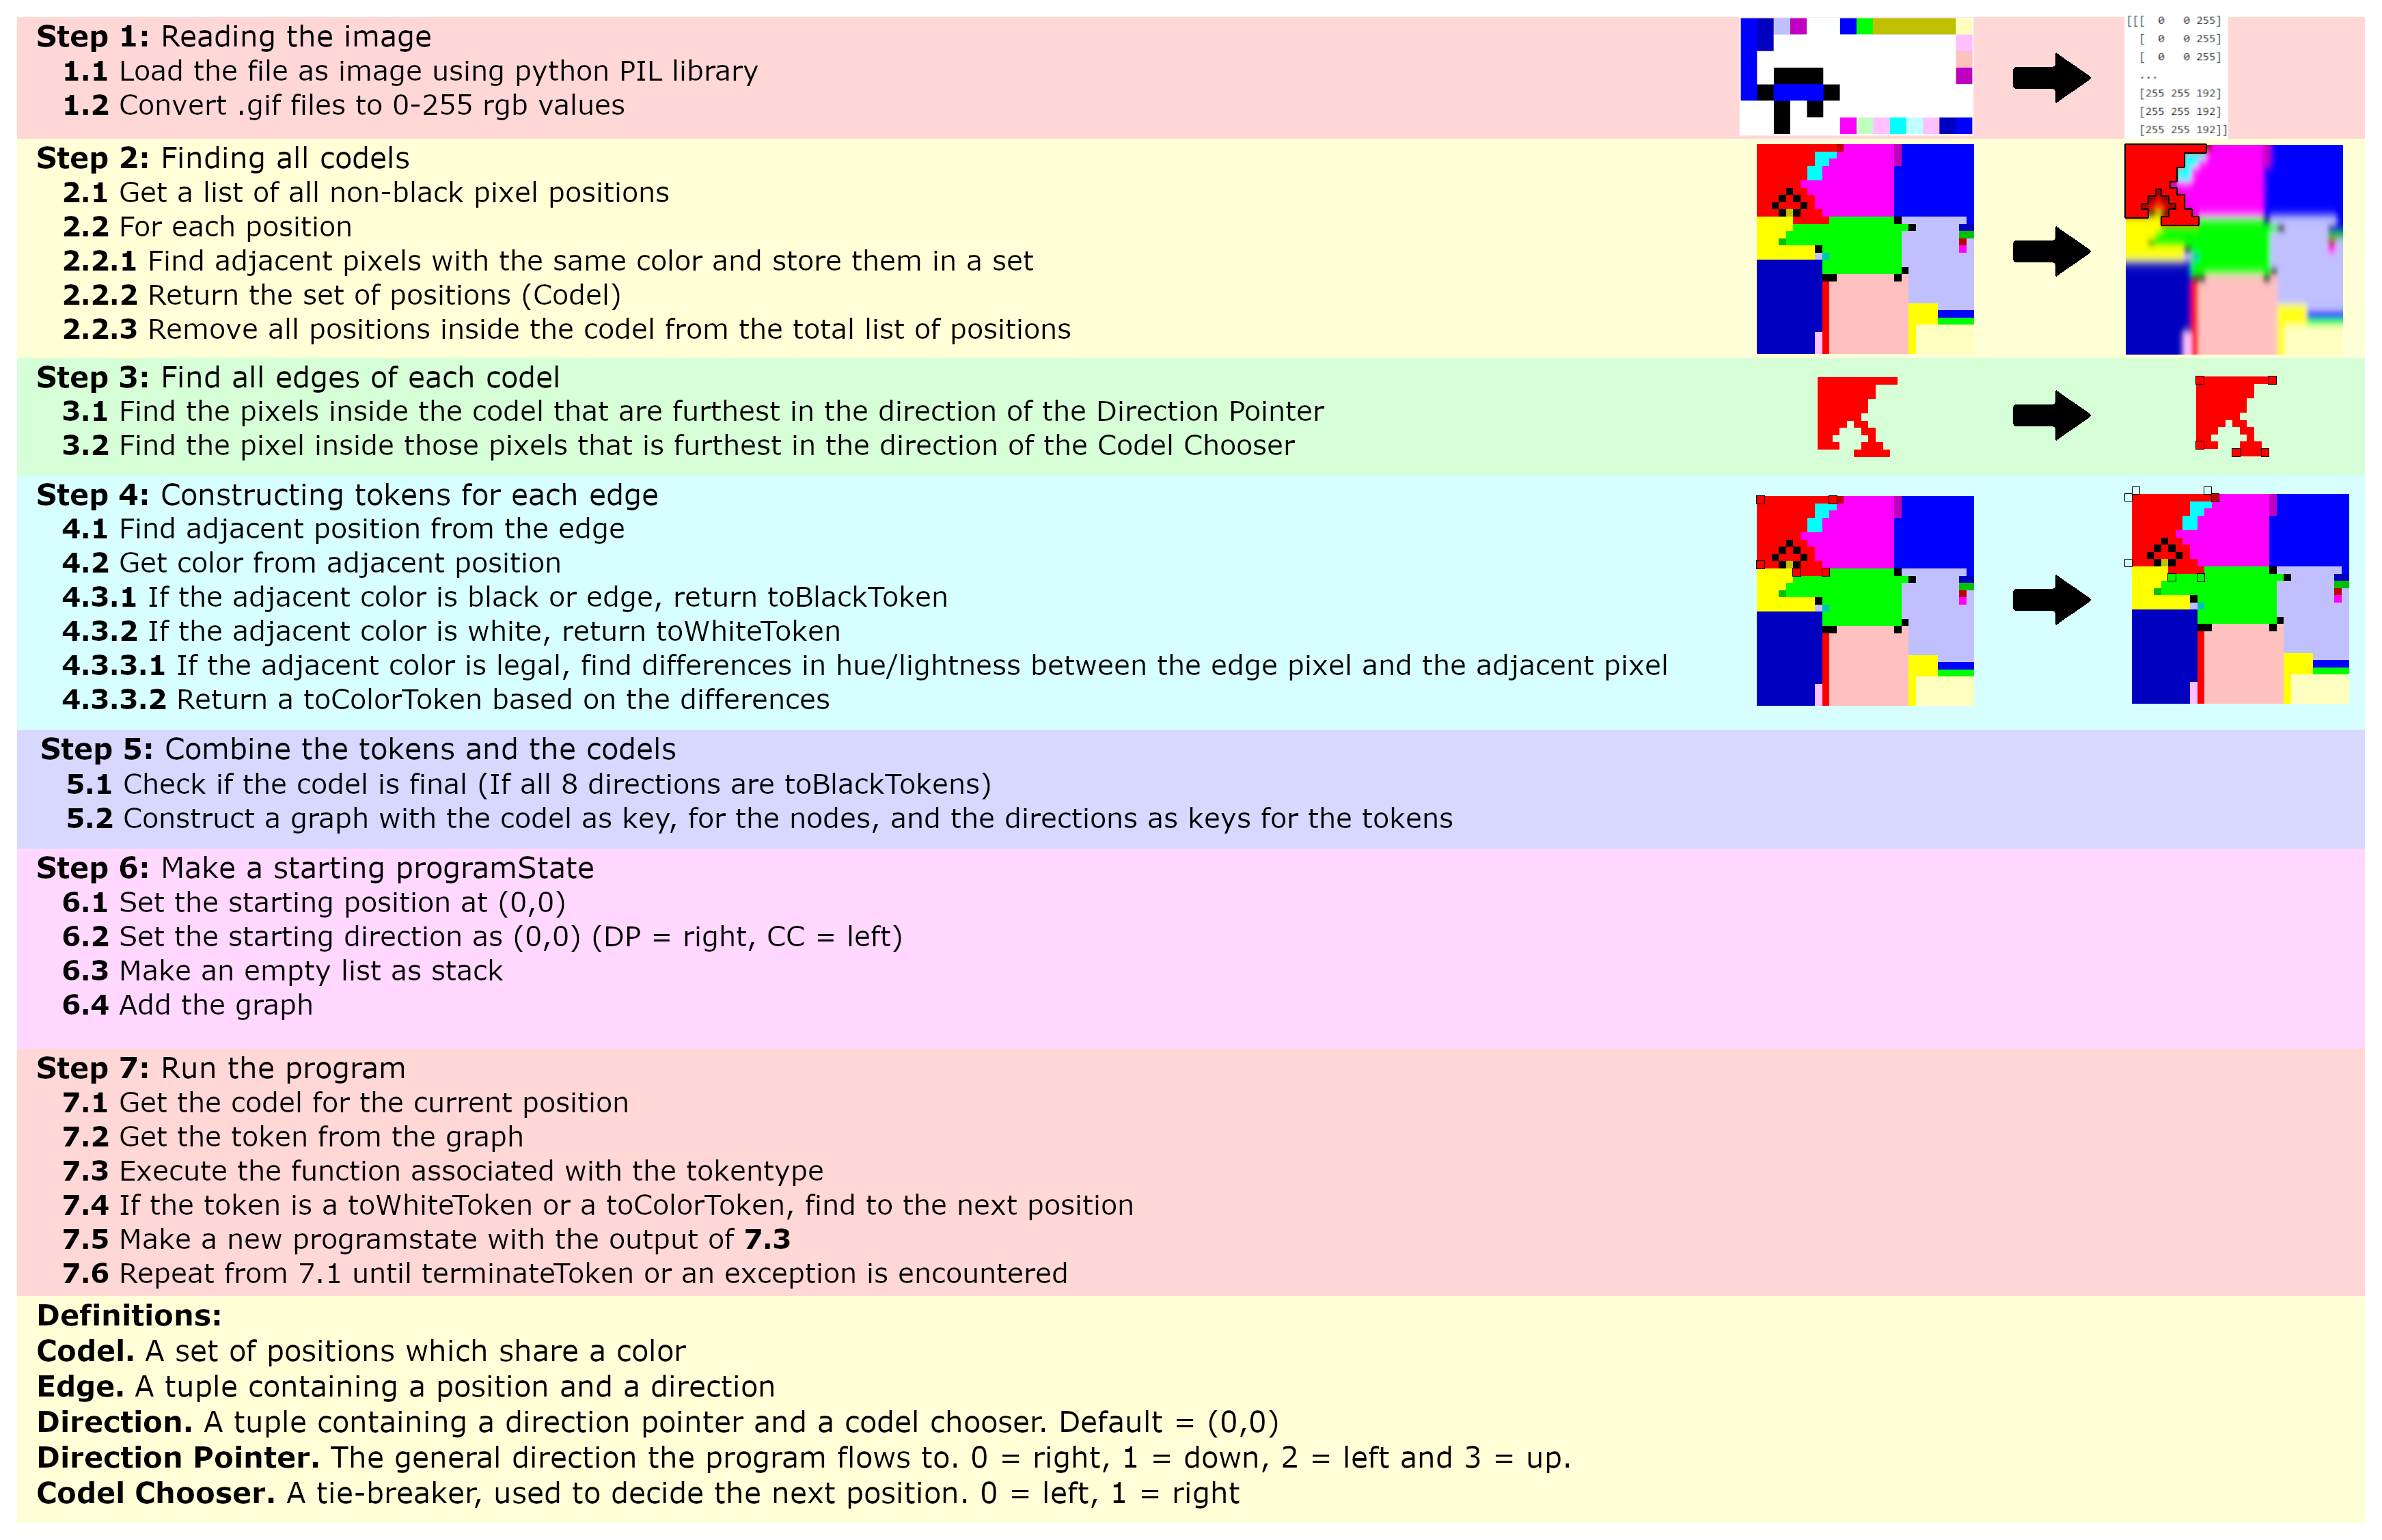 Step 1: Reading the image
1.1 Load the file as image using python PIL library
1.2 Convert .gif files to 0-255 rgb values
[[[ 0 0 255]
[ 0 0 255]
[ 0 0 255]
...
[255 255 192]
[255 255 192]
[255 255 192]]
Step 2: Finding all codels
2.1 Get a list of all non-black pixel positions
2.2 For each position
2.2.1 Find adjacent pixels with the same color and store them in a set
2.2.2 Return the set of positions (Codel)
2.2.3 Remove all positions inside the codel from the total list of positions
Step 3: Find all edges of each codel
3.1 Find the pixels inside the codel that are furthest in the direction of the Direction Pointer
3.2 Find the pixel inside those pixels that is furthest in the direction of the Codel Chooser
Step 4: Constructing tokens for each edge
4.1 Find adjacent position from the edge
4.2 Get color from adjacent position
4.3.1 If the adjacent color is black or edge, return toBlackToken
4.3.2 If the adjacent color is white, return toWhiteToken
4.3.3.1 If the adjacent color is legal, find differences in hue/lightness between the edge pixel and the adjacent pixel
4.3.3.2 Return a toColorToken based on the differences
Step 5: Combine the tokens and the codels
5.1 Check if the codel is final (If all 8 directions are toBlackTokens)
5.2 Construct a graph with the codel as key, for the nodes, and the directions as keys for the tokens
Step 6: Make a starting programState
6.1 Set the starting position at (0,0)
6.2 Set the starting direction as (0,0) (DP = right, CC = left)
6.3 Make an empty list as stack
6.4 Add the graph
Step 7: Run the program
7.1 Get the codel for the current position
7.2 Get the token from the graph
7.3 Execute the function associated with the tokentype
7.4 If the token is a toWhiteToken or a toColorToken, find to the next position
7.5 Make a new programstate with the output of 7.3
7.6 Repeat from 7.1 until terminateToken or an exception is encountered
Definitions:
Codel. A set of positions which share a color
Edge. A tuple containing a position and a direction
Direction. A tuple containing a direction pointer and a codel chooser. Default = (0,0)
Direction Pointer. The general direction the program flows to. 0 = right, 1 = down, 2 = left and 3 = up.
Codel Chooser. A tie-breaker, used to decide the next position. 0 = left, 1 = right